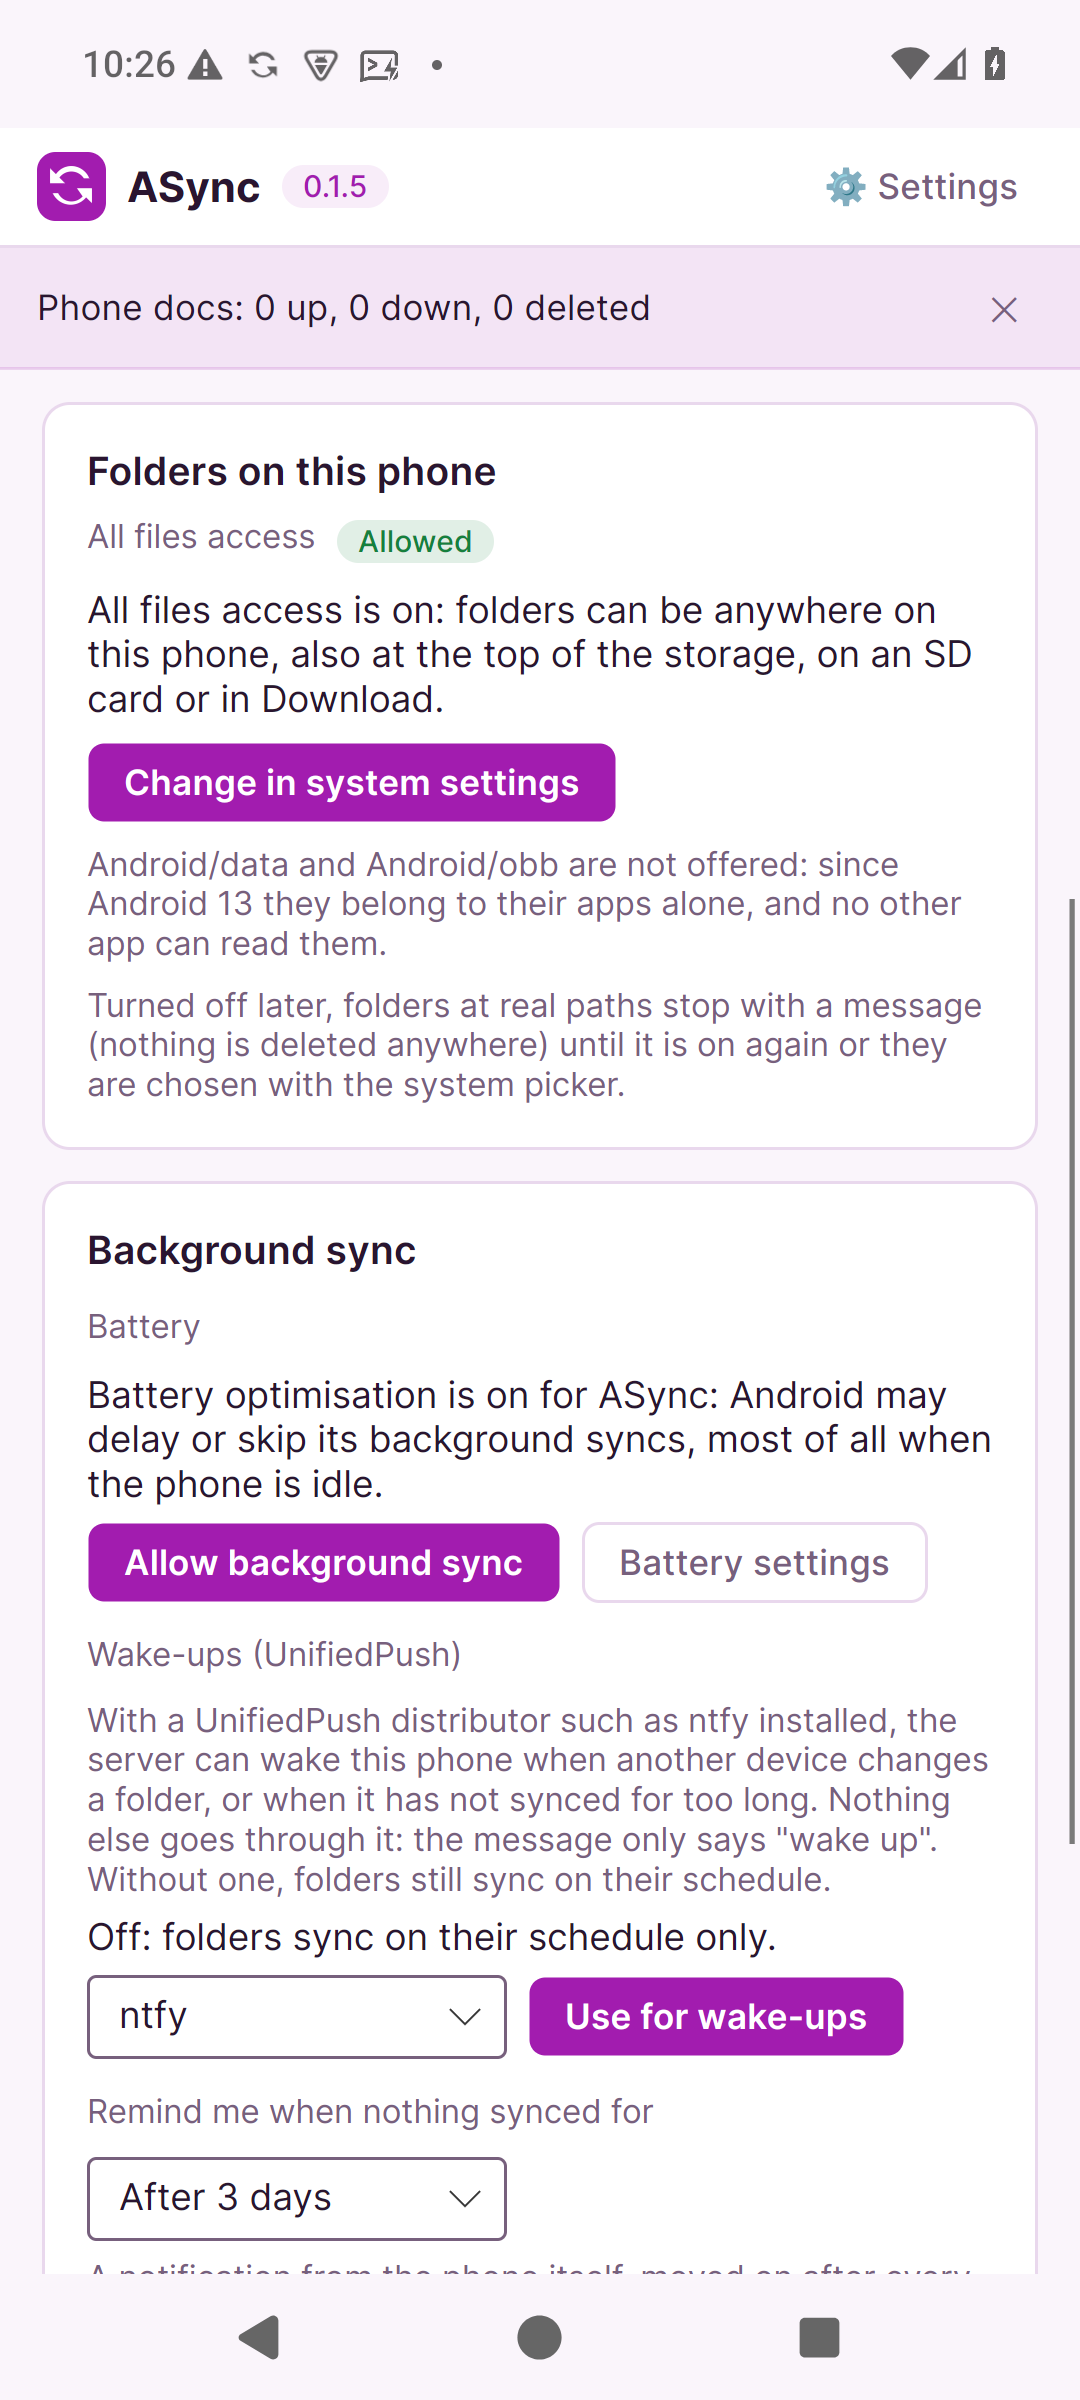 10:26
ASync 0.1.5
Settings
Phone docs: 0 up, 0 down, 0 deleted
Folders on this phone
All files access Allowed
All files access is on: folders can be anywhere on
this phone, also at the top of the storage, on an SD
card or in Download.
Change in system settings
Android/data and Android/obb are not offered: since
Android 13 they belong to their apps alone, and no other
app can read them.
Turned off later, folders at real paths stop with a message
(nothing is deleted anywhere) until it is on again or they
are chosen with the system picker.
Background sync
Battery
Battery optimisation is on for ASync: Android may
delay or skip its background syncs, most of all when
the phone is idle.
Allow background sync
Battery settings
Wake-ups (UnifiedPush)
With a UnifiedPush distributor such as ntfy installed, the
server can wake this phone when another device changes
a folder, or when it has not synced for too long. Nothing
else goes through it: the message only says "wake up".
Without one, folders still sync on their schedule.
Off: folders sync on their schedule only.
ntfy
Use for wake-ups
Remind me when nothing synced for
After 3 days
A notification from the phone itself, moved on after every